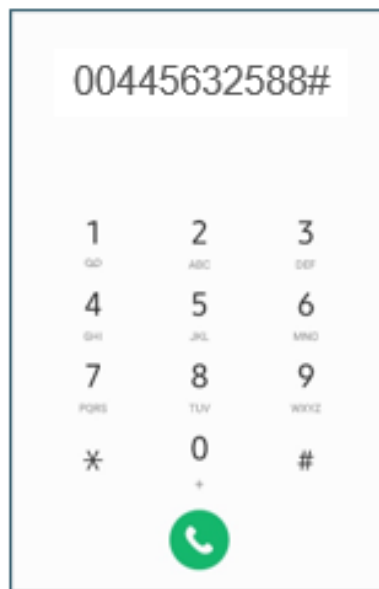 00445632588#
1 2 3
ABC DEF
4 5 6
GHI JKL MNO
7 8 9
PQRS TUV WXYZ
* 0 #
+